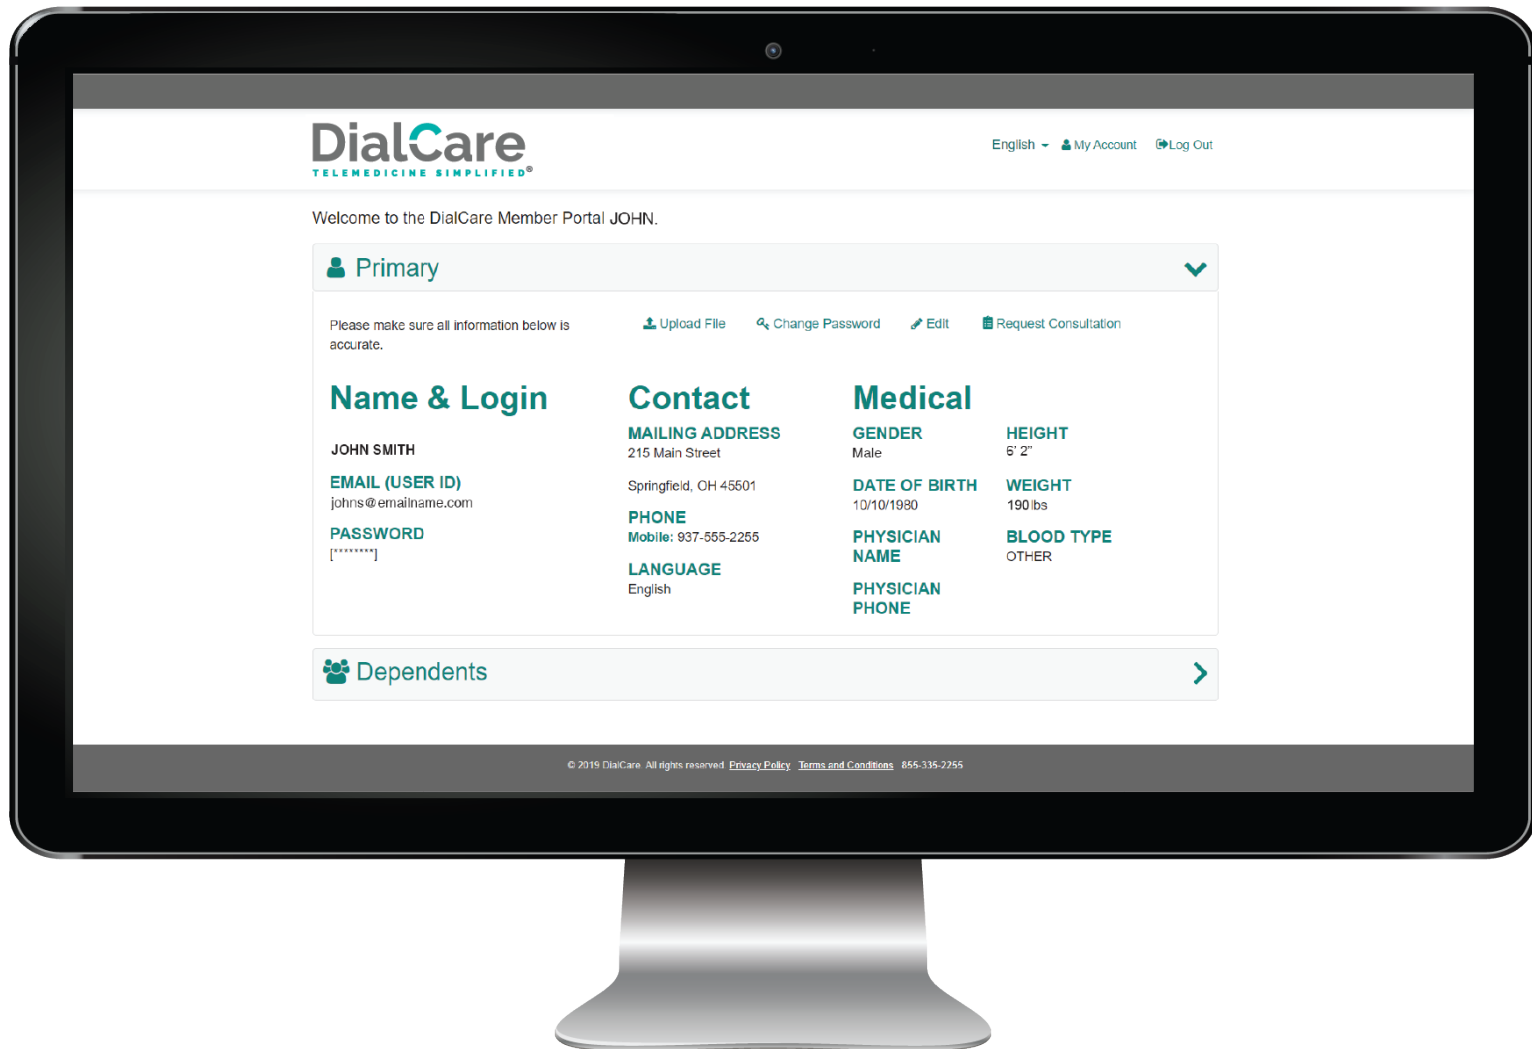 DialCare
TELEMEDICINE SIMPLIFIED®
English My Account Log Out
Welcome to the DialCare Member Portal JOHN.
Primary
Please make sure all information below is
accurate.
Upload File Change Password Edit Request Consultation
Name & Login
JOHN SMITH
EMAIL (USER ID)
johns@emailname.com
PASSWORD
[********]
Contact
MAILING ADDRESS
215 Main Street
Springfield, OH 45501
PHONE
Mobile: 937-555-2255
LANGUAGE
English
Medical
GENDER
Male
DATE OF BIRTH
10/10/1980
PHYSICIAN
NAME
PHYSICIAN
PHONE
HEIGHT
6' 2"
WEIGHT
190lbs
BLOOD TYPE
OTHER
Dependents
© 2019 DialCare All rights reserved Privacy Policy Terms and Conditions 855-335-2255